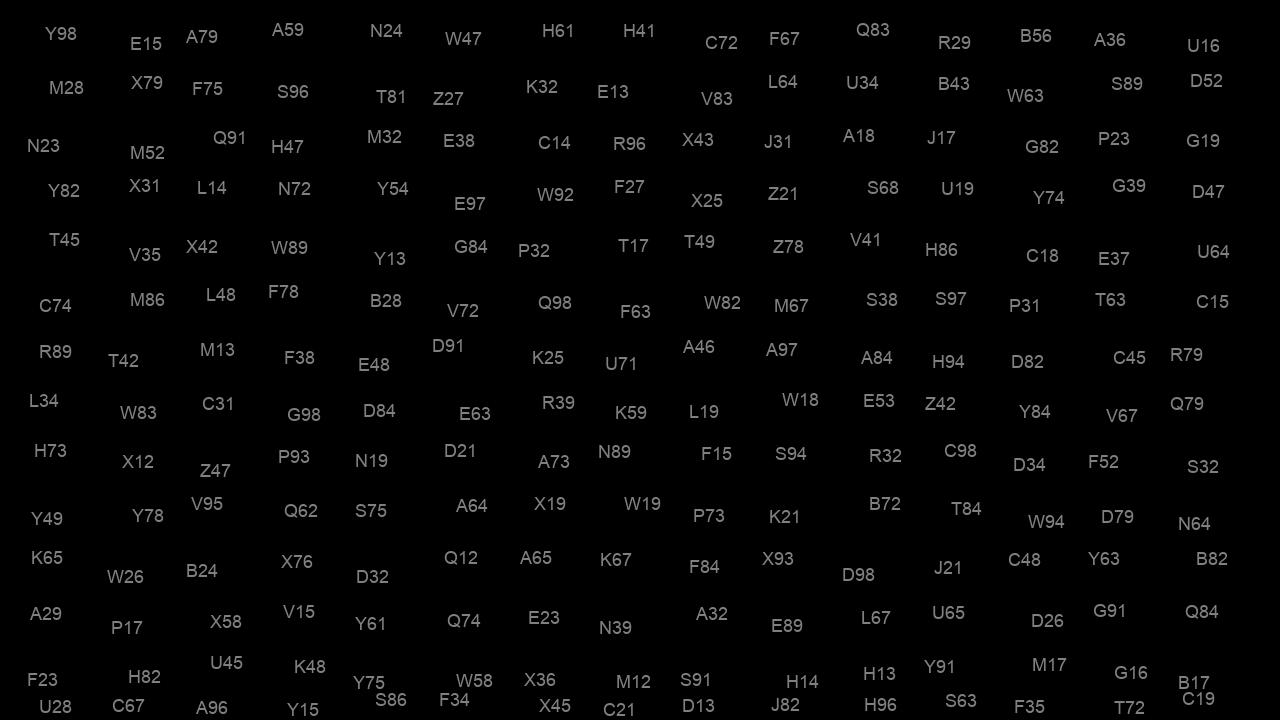 Y98 E15 A79 A59 N24 W47 H61 H41 C72 F67 Q83 R29 B56 A36 U16
M28 X79 F75 S96 T81 Z27 K32 E13 V83 L64 U34 B43 W63 S89 D52
N23 M52 Q91 H47 M32 E38 C14 R96 X43 J31 A18 J17 G82 P23 G19
Y82 X31 L14 N72 Y54 E97 W92 F27 X25 Z21 S68 U19 Y74 G39 D47
T45 V35 X42 W89 Y13 G84 P32 T17 T49 Z78 V41 H86 C18 E37 U64
C74 M86 L48 F78 B28 V72 Q98 F63 W82 M67 S38 S97 P31 T63 C15
R89 T42 M13 F38 E48 D91 K25 U71 A46 A97 A84 H94 D82 C45 R79
L34 W83 C31 G98 D84 E63 R39 K59 L19 W18 E53 Z42 Y84 V67 Q79
H73 X12 Z47 P93 N19 D21 A73 N89 F15 S94 R32 C98 D34 F52 S32
Y49 Y78 V95 Q62 S75 A64 X19 W19 P73 K21 B72 T84 W94 D79 N64
K65 W26 B24 X76 D32 Q12 A65 K67 F84 X93 D98 J21 C48 Y63 B82
A29 P17 X58 V15 Y61 Q74 E23 N39 A32 E89 L67 U65 D26 G91 Q84
F23 H82 U45 K48 Y75 W58 X36 M12 S91 H14 H13 Y91 M17 G16 B17
U28 C67 A96 Y15 S86 F34 X45 C21 D13 J82 H96 S63 F35 T72 C19